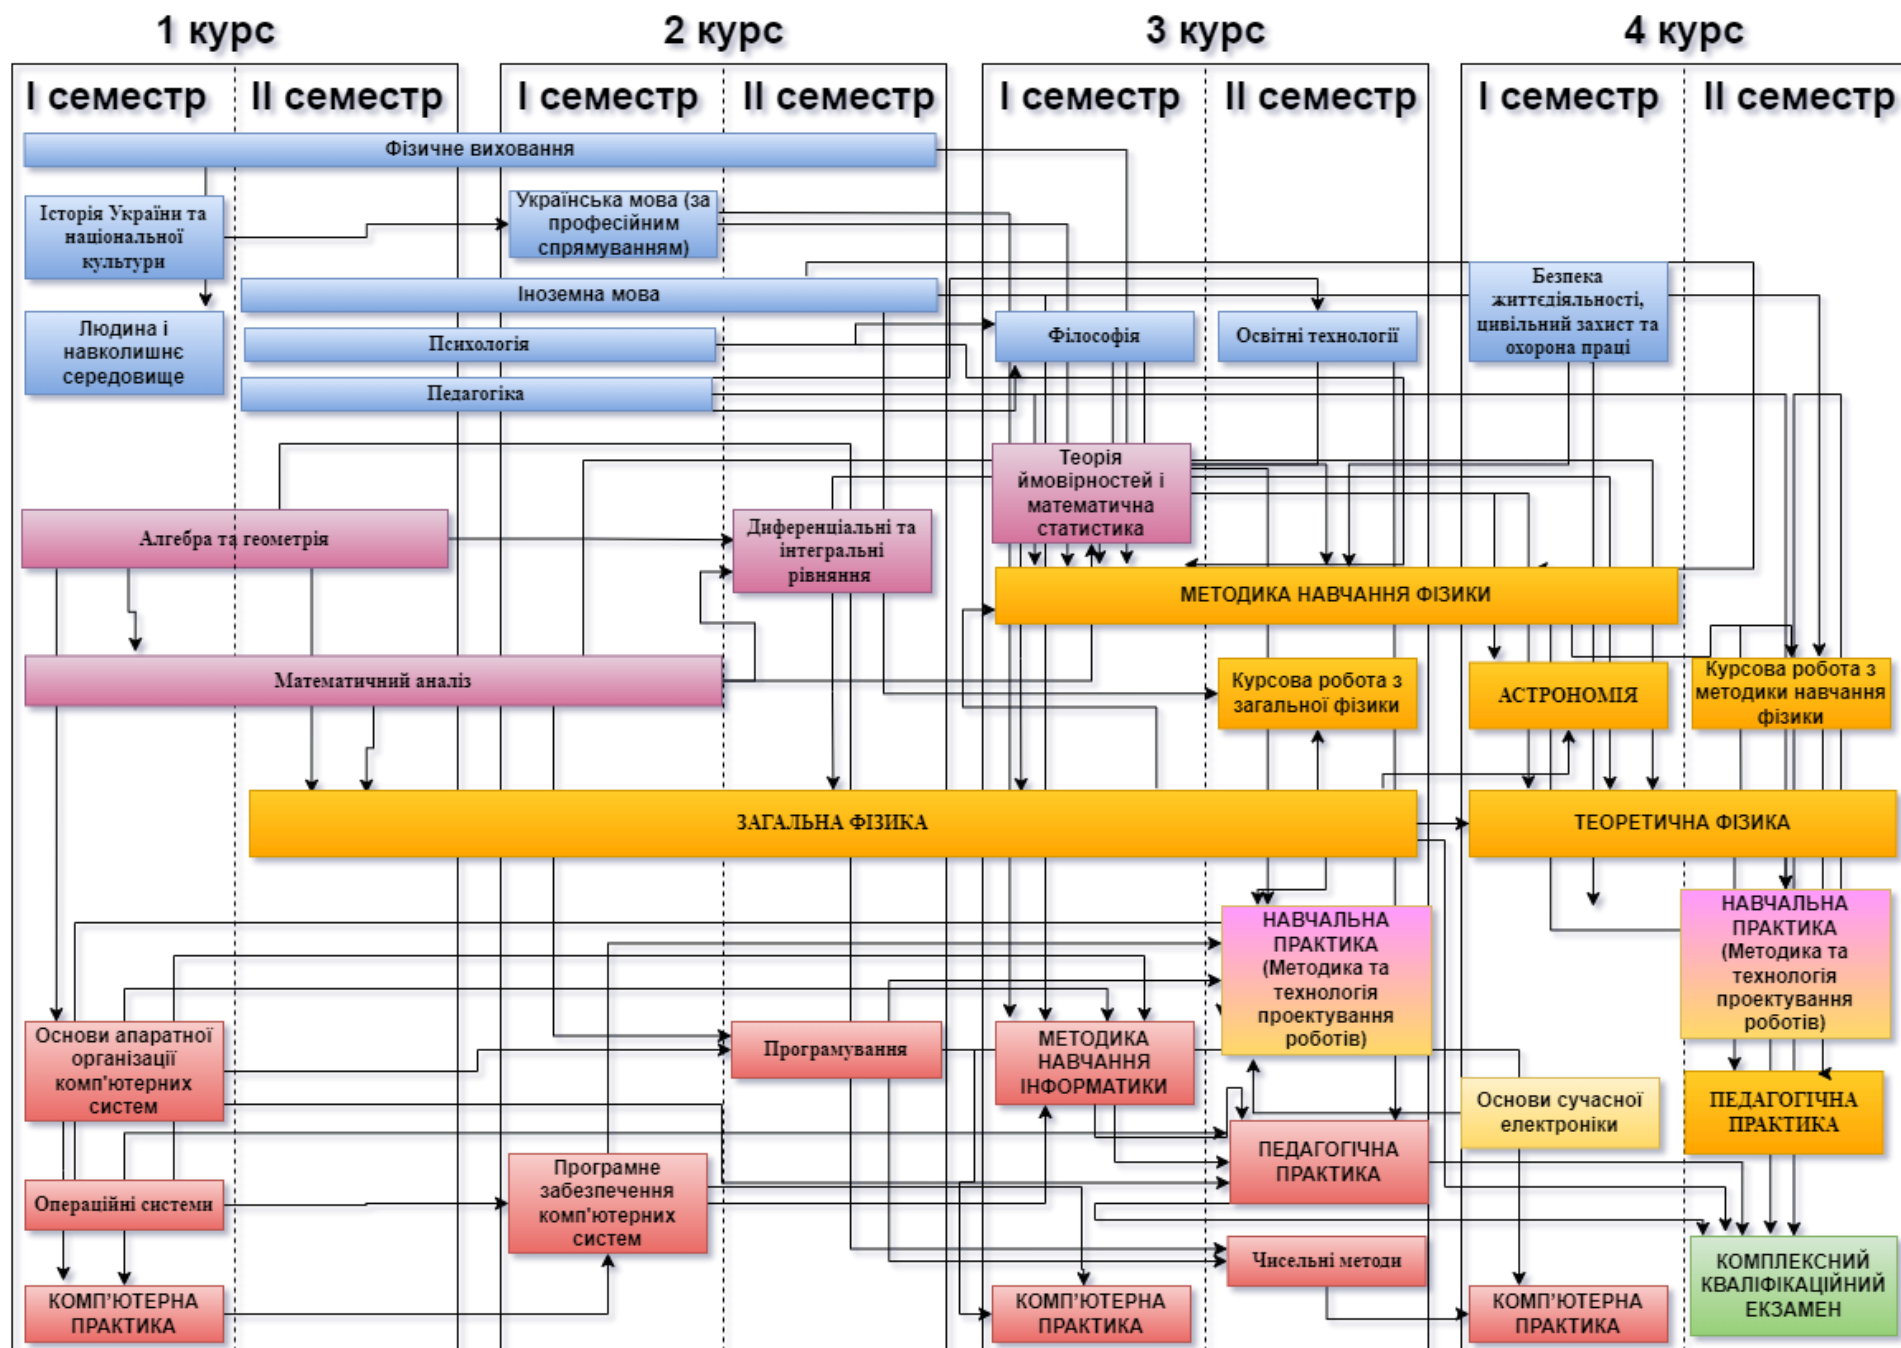 1 курс
2 курс
3 курс
4 курс
I семестр
II семестр
I семестр
II семестр
I семестр
II семестр
I семестр
II семестр
Фізичне виховання
Історія України та
національної
культури
Українська мова (за
професійним
спрямуванням)
Іноземна мова
Безпека
життєдіяльності,
цивільний захист та
охорона праці
Людина і
навколишнє
середовище
Психологія
Філософія
Освітні технології
Педагогіка
Теорія
ймовірностей і
математична
статистика
Алгебра та геометрія
Диференціальні та
інтегральні
рівняння
МЕТОДИКА НАВЧАННЯ ФІЗИКИ
Математичний аналіз
Курсова робота з
загальної фізики
АСТРОНОМІЯ
Курсова робота з
методики навчання
фізики
ЗАГАЛЬНА ФІЗИКА
ТЕОРЕТИЧНА ФІЗИКА
НАВЧАЛЬНА
ПРАКТИКА
(Методика та
технологія
проектування
роботів)
НАВЧАЛЬНА
ПРАКТИКА
(Методика та
технологія
проектування
роботів)
Основи апаратної
організації
комп'ютерних
систем
Програмування
МЕТОДИКА
НАВЧАННЯ
ІНФОРМАТИКИ
Основи сучасної
електроніки
ПЕДАГОГІЧНА
ПРАКТИКА
ПЕДАГОГІЧНА
ПРАКТИКА
Операційні системи
Програмне
забезпечення
комп'ютерних
систем
Чисельні методи
КОМПЛЕКСНИЙ
КВАЛІФІКАЦІЙНИЙ
ЕКЗАМЕН
КОМП'ЮТЕРНА
ПРАКТИКА
КОМП'ЮТЕРНА
ПРАКТИКА
КОМП'ЮТЕРНА
ПРАКТИКА